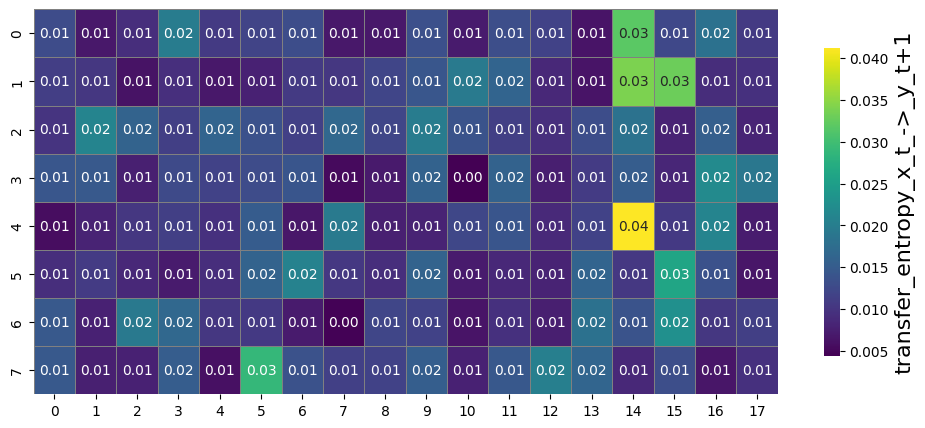 0 0.01 0.01 0.01 0.02 0.01 0.01 0.01 0.01 0.01 0.01 0.01 0.01 0.01 0.01 0.03 0.01 0.02 0.01
1 0.01 0.01 0.01 0.01 0.01 0.01 0.01 0.01 0.01 0.01 0.02 0.02 0.01 0.01 0.03 0.03 0.01 0.01
2 0.01 0.02 0.02 0.01 0.02 0.01 0.01 0.02 0.01 0.02 0.01 0.01 0.01 0.01 0.02 0.01 0.02 0.01
3 0.01 0.01 0.01 0.01 0.01 0.01 0.01 0.01 0.01 0.02 0.00 0.02 0.01 0.01 0.02 0.01 0.02 0.02
4 0.01 0.01 0.01 0.01 0.01 0.01 0.01 0.02 0.01 0.01 0.01 0.01 0.01 0.01 0.04 0.01 0.02 0.01
5 0.01 0.01 0.01 0.01 0.01 0.02 0.02 0.01 0.01 0.02 0.01 0.01 0.01 0.02 0.01 0.03 0.01 0.01
6 0.01 0.01 0.02 0.02 0.01 0.01 0.01 0.00 0.01 0.01 0.01 0.01 0.01 0.02 0.01 0.02 0.01 0.01
7 0.01 0.01 0.01 0.02 0.01 0.03 0.01 0.01 0.01 0.02 0.01 0.01 0.02 0.02 0.01 0.01 0.01 0.01
0 1 2 3 4 5 6 7 8 9 10 11 12 13 14 15 16 17
0.040
0.035
0.030
0.025
0.020
0.015
0.010
0.005
transfer_entropy_x_t_->_y_t+1